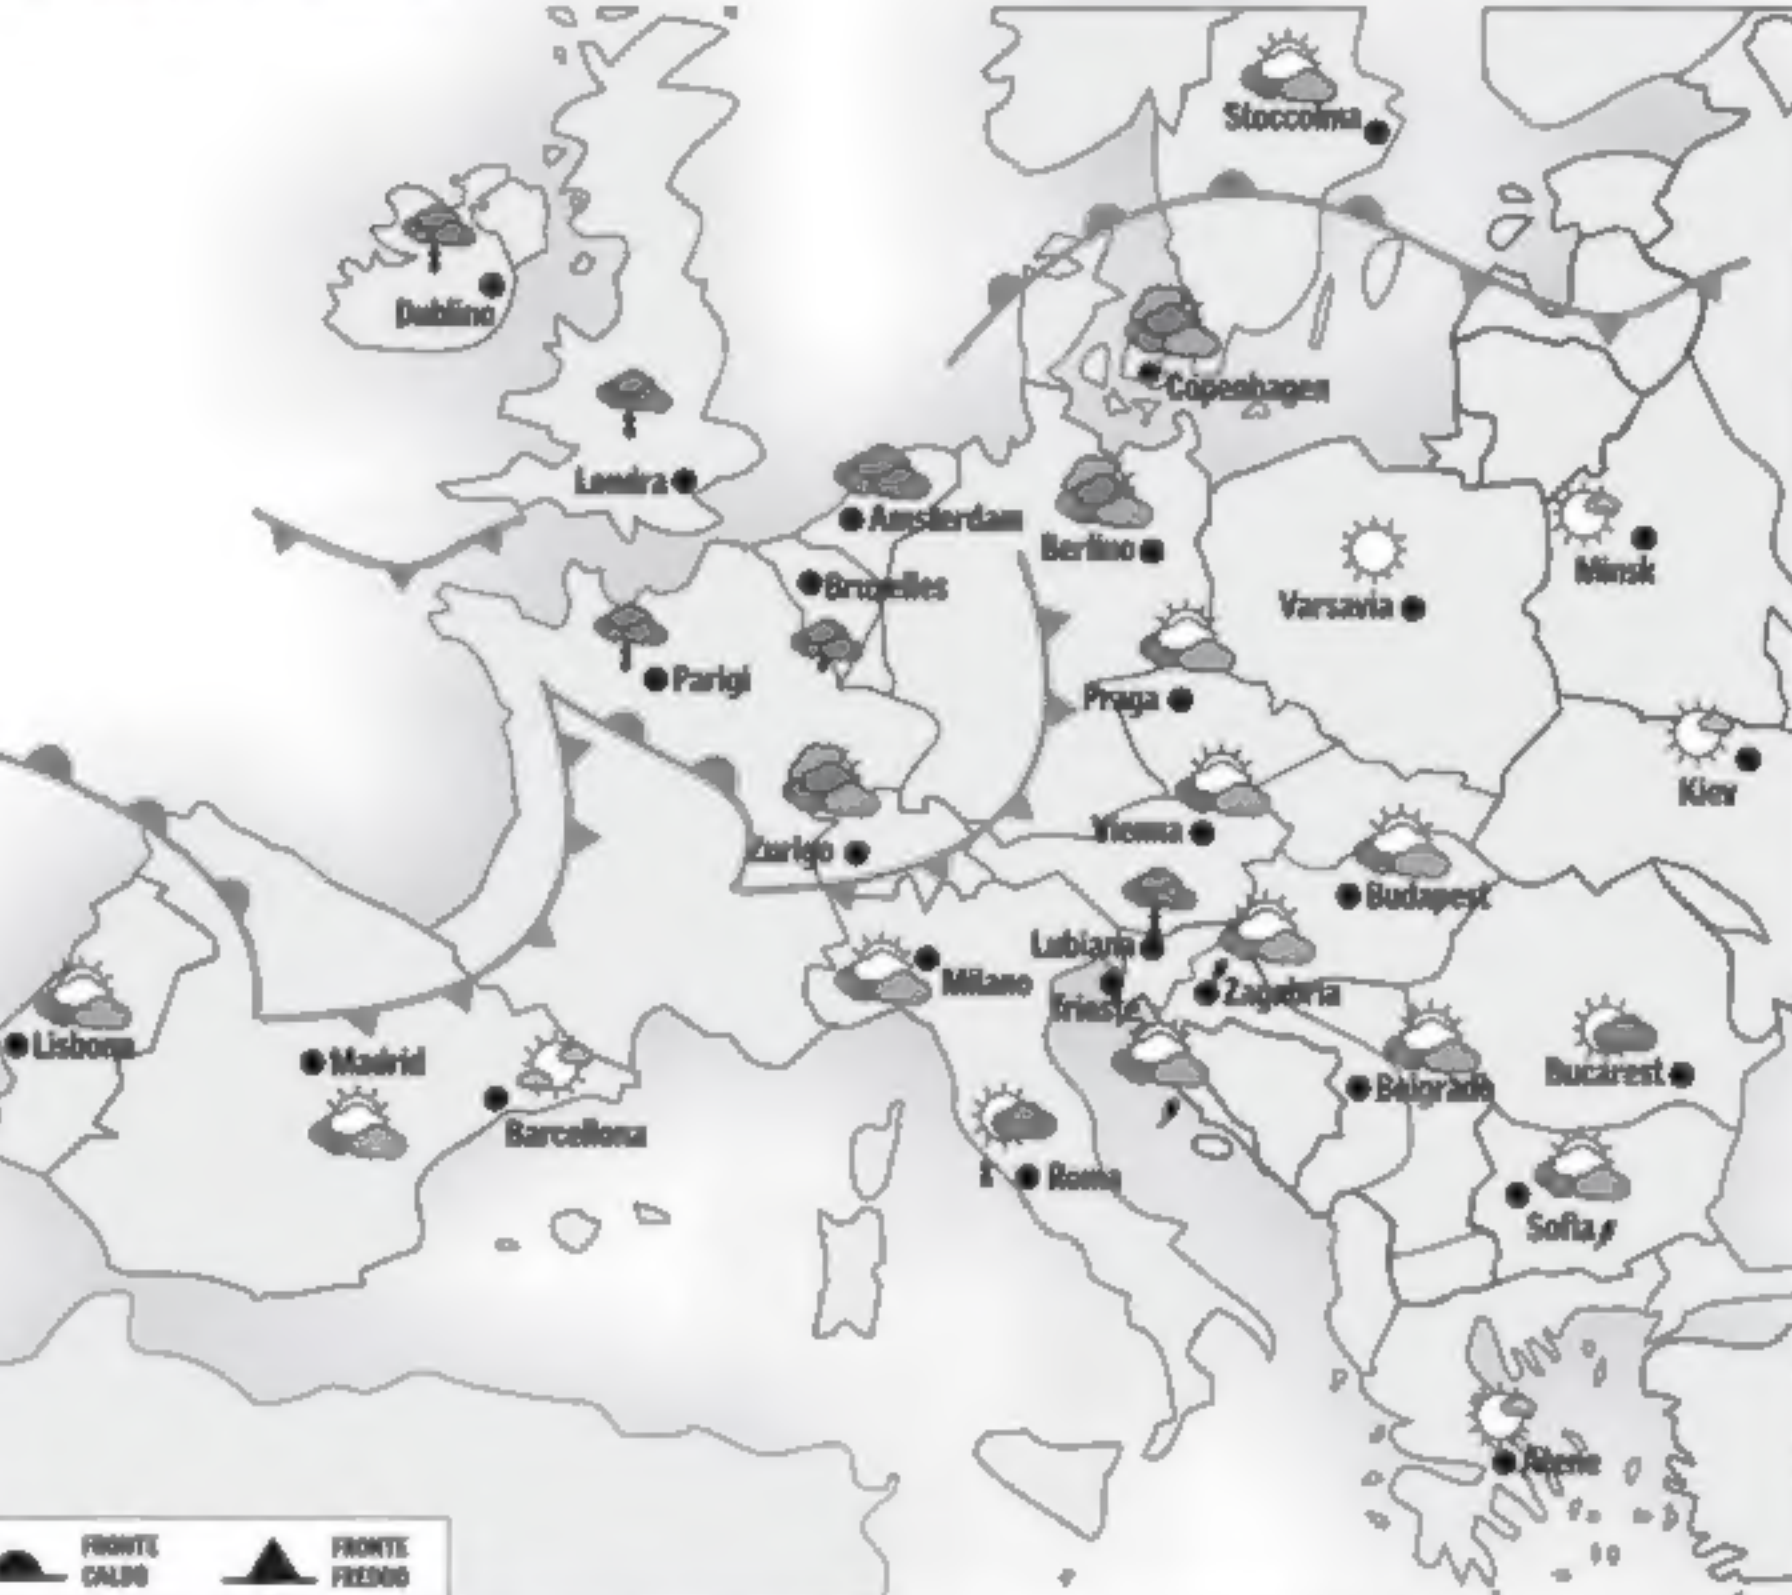 Stoccolma
Dublino
Copenhagen
Londra
Amsterdam
Berlino
Bruxelles
Minsk
Varsavia
Parigi
Praga
Kiev
Vienna
Zurigo
Budapest
Lubiana
Milano
Trieste
Zagabria
Lisbona
Madrid
Belgrado
Bucarest
Barcellona
Roma
Sofia
Atene
FRONTE
CALDO
FRONTE
FREDDO